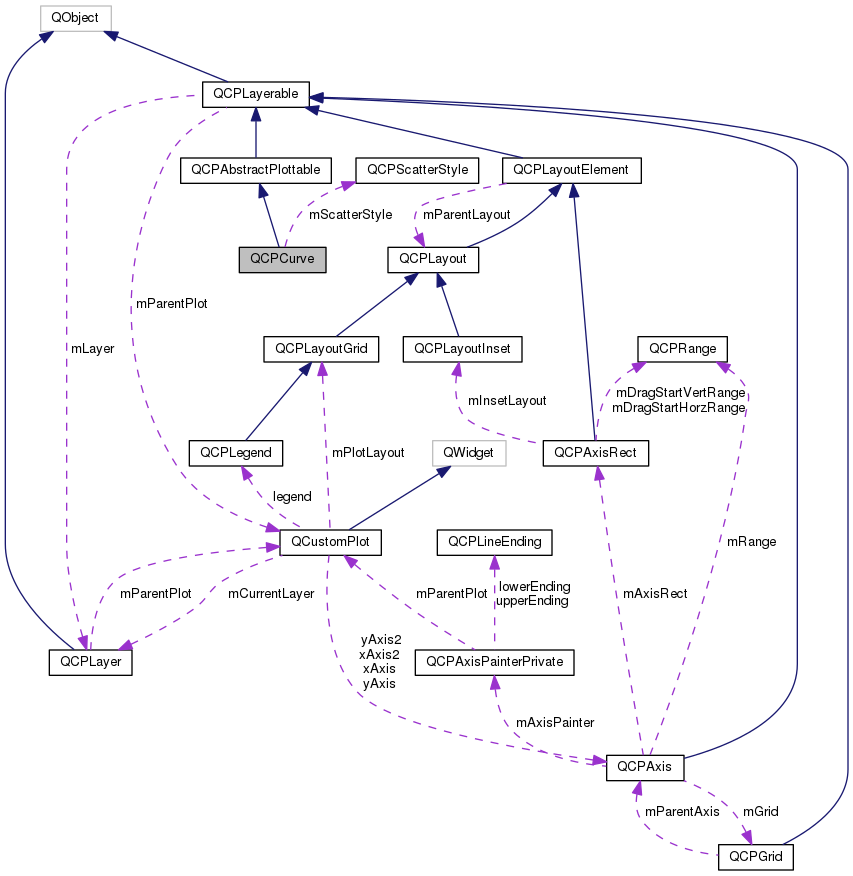 QObject
QCPLayerable
QCPAbstractPlottable
QCPScatterStyle
QCPLayoutElement
mScatterStyle
mParentLayout
QCPCurve
QCPLayout
mParentPlot
mLayer
QCPLayoutGrid
QCPLayoutInset
QCPRange
mDragStartVertRange
mDragStartHorzRange
mInsetLayout
QCPLegend
mPlotLayout
QWidget
QCPAxisRect
legend
QCustomPlot
QCPLineEnding
mRange
mParentPlot
mCurrentLayer
mParentPlot
lowerEnding
upperEnding
mAxisRect
yAxis2
xAxis2
xAxis
yAxis
QCPLayer
QCPAxisPainterPrivate
mAxisPainter
QCPAxis
mParentAxis
mGrid
QCPGrid